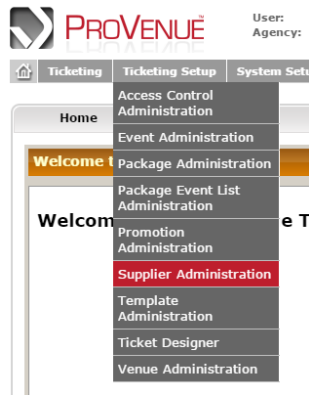 PROVENUE
User:
Agency:
Ticketing Ticketing Setup System Setu
Home
Welcome t
Welcom e T
Access Control
Administration
Event Administration
Package Administration
Package Event List
Administration
Promotion
Administration
Supplier Administration
Template
Administration
Ticket Designer
Venue Administration